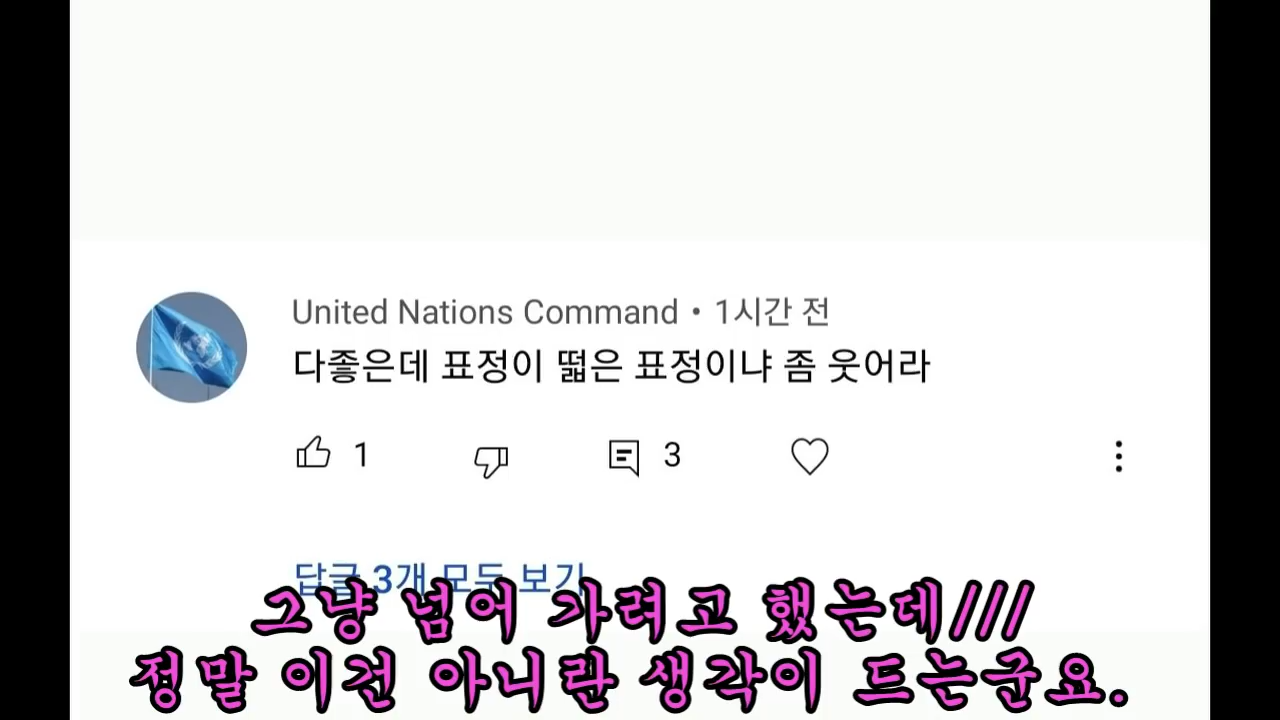 United Nations Command • 1시간 전
다좋은데 표정이 떫은 표정이냐 좀 웃어라
1 3
답글 3개 모두 보기
그냥 넘어 가려고 했는데///
정말 이건 아니란 생각이 드는군요.